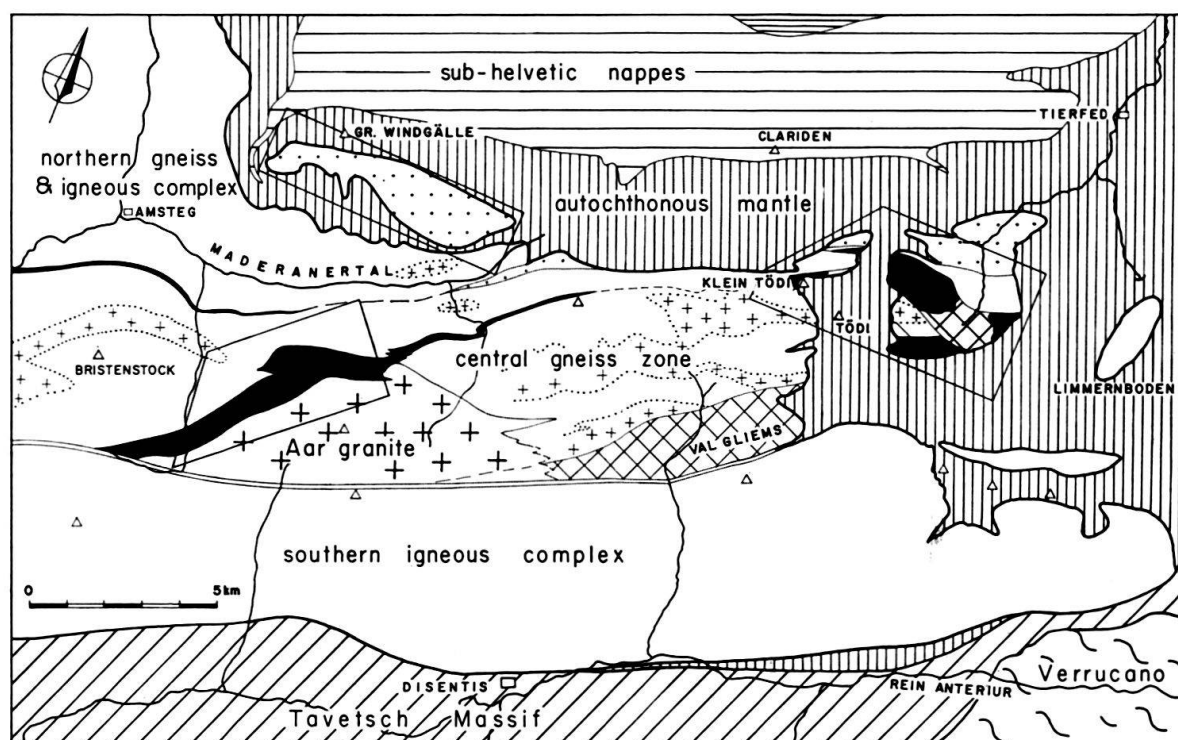 sub-helvetic nappes
TIERFED
GR. WINDGÄLLE
CLARIDEN
northern gneiss
& igneous complex
AMSTEG
autochthonous mantle
MADERANERTAL
KLEIN TÖDI
TÖDI
central gneiss zone
BRISTENSTOCK
LIMMERNBODEN
Aar granite
VAL GLIEMS
southern igneous complex
0 5km
DISENTIS
REIN ANTERIUR
Verrucano
Tavetsch Massif